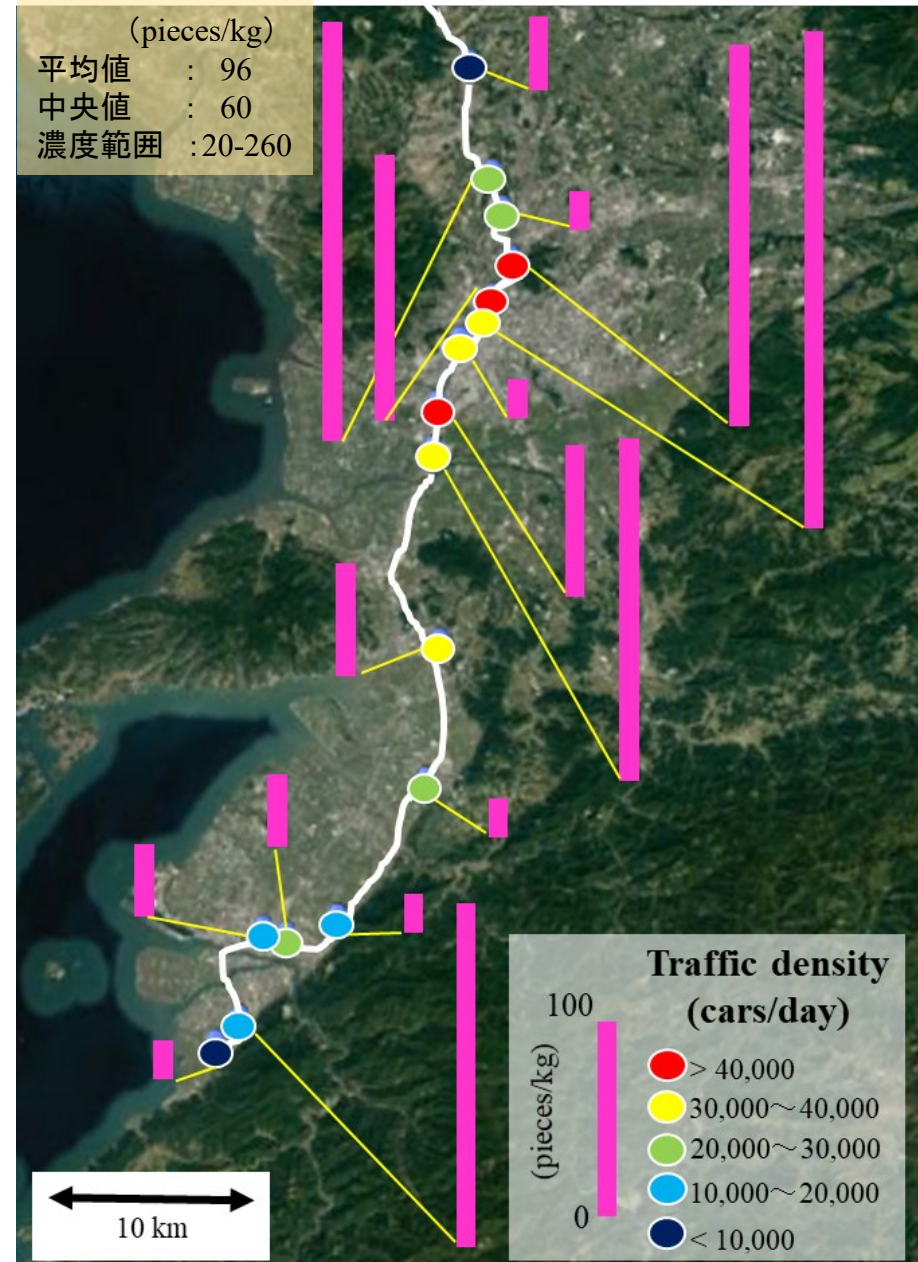 （pieces/kg）
平均値 : 96
中央値 : 60
濃度範囲 :20-260
Traffic density
(cars/day)
100
(pieces/kg)
0
> 40,000
30,000～40,000
20,000～30,000
10,000～20,000
< 10,000
10 km